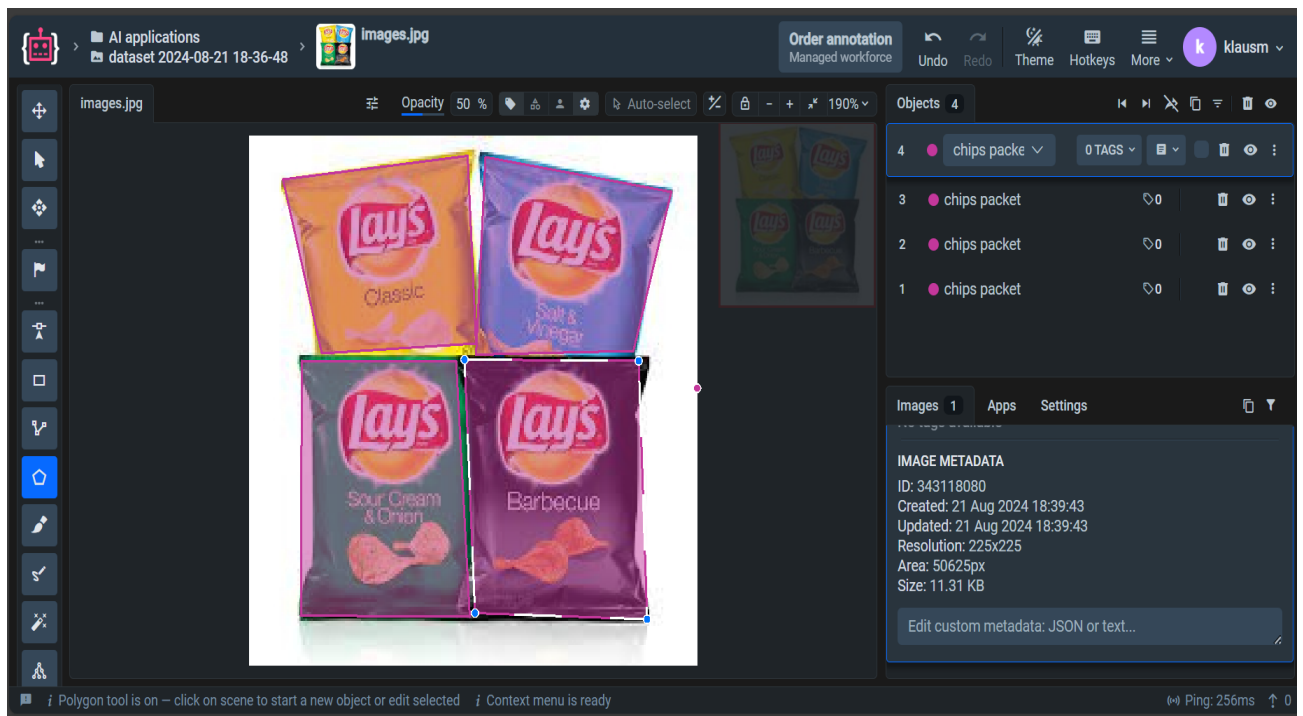 AI applications
dataset 2024-08-21 18-36-48
images.jpg
Order annotation
Managed workforce
Undo
Redo
Theme
Hotkeys
More
k
klausm
images.jpg
Opacity 50 %
Auto-select
190%
Objects 4
4 chips packe 0 TAGS
3 chips packet 0
2 chips packet 0
1 chips packet 0
Lay's
Classic
Lay's
Salt &
Vinegar
Lay's
Sour Cream
& Onion
Lay's
Barbecue
Images 1 Apps Settings
No tags available
IMAGE METADATA
ID: 343118080
Created: 21 Aug 2024 18:39:43
Updated: 21 Aug 2024 18:39:43
Resolution: 225x225
Area: 50625px
Size: 11.31 KB
Edit custom metadata: JSON or text...
Polygon tool is on — click on scene to start a new object or edit selected
Context menu is ready
Ping: 256ms
0